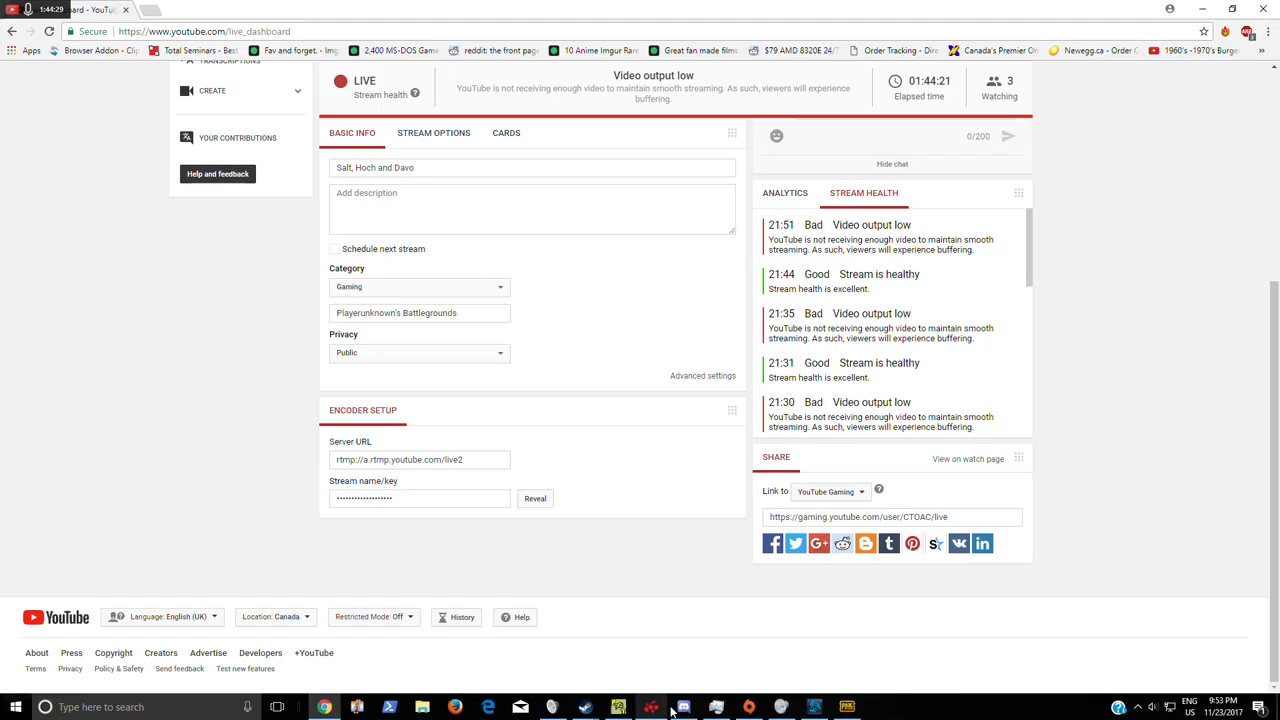 1:44:29
ard - YouTu
Secure https://www.youtube.com/live_dashboard
Apps Browser Addon - Clip Total Seminars - Best Fav and forget. - Img 2,400 MS-DOS Game reddit: the front page 10 Anime Imgur Rare Great fan made films $79 AMD 8320E 24/7 Order Tracking - Dire Canada's Premier On Newegg.ca - Order C 1960's -1970's Burger »
TRANSCRIPTIONS
CREATE
YOUR CONTRIBUTIONS
Help and feedback
LIVE
Stream health
Video output low
YouTube is not receiving enough video to maintain smooth streaming. As such, viewers will experience
buffering.
01:44:21
Elapsed time
3
Watching
BASIC INFO STREAM OPTIONS CARDS
Salt, Hoch and Davo
Add description
Schedule next stream
Category
Gaming
Playerunknown's Battlegrounds
Privacy
Public
Advanced settings
ENCODER SETUP
Server URL
rtmp://a.rtmp.youtube.com/live2
Stream name/key
••••••••••••••••••• Reveal
0/200
Hide chat
ANALYTICS STREAM HEALTH
21:51 Bad Video output low
YouTube is not receiving enough video to maintain smooth
streaming. As such, viewers will experience buffering.
21:44 Good Stream is healthy
Stream health is excellent.
21:35 Bad Video output low
YouTube is not receiving enough video to maintain smooth
streaming. As such, viewers will experience buffering.
21:31 Good Stream is healthy
Stream health is excellent.
21:30 Bad Video output low
YouTube is not receiving enough video to maintain smooth
streaming. As such, viewers will experience buffering.
SHARE View on watch page
Link to YouTube Gaming
https://gaming.youtube.com/user/CTOAC/live
YouTube Language: English (UK) Location: Canada Restricted Mode: Off History Help
About Press Copyright Creators Advertise Developers +YouTube
Terms Privacy Policy & Safety Send feedback Test new features
Type here to search
ENG
US
9:53 PM
11/23/2017